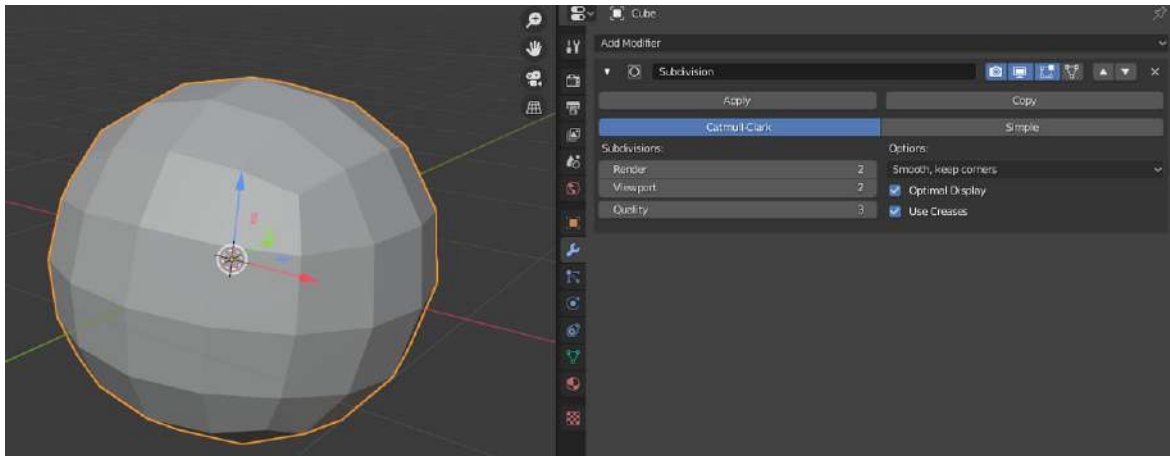 Cube
Add Modifier
Subdivision
Apply
Copy
Catmull-Clark
Simple
Subdivisions:
Options:
Render 2
Smooth, keep corners
Viewport 2
Optimal Display
Quality 3
Use Creases